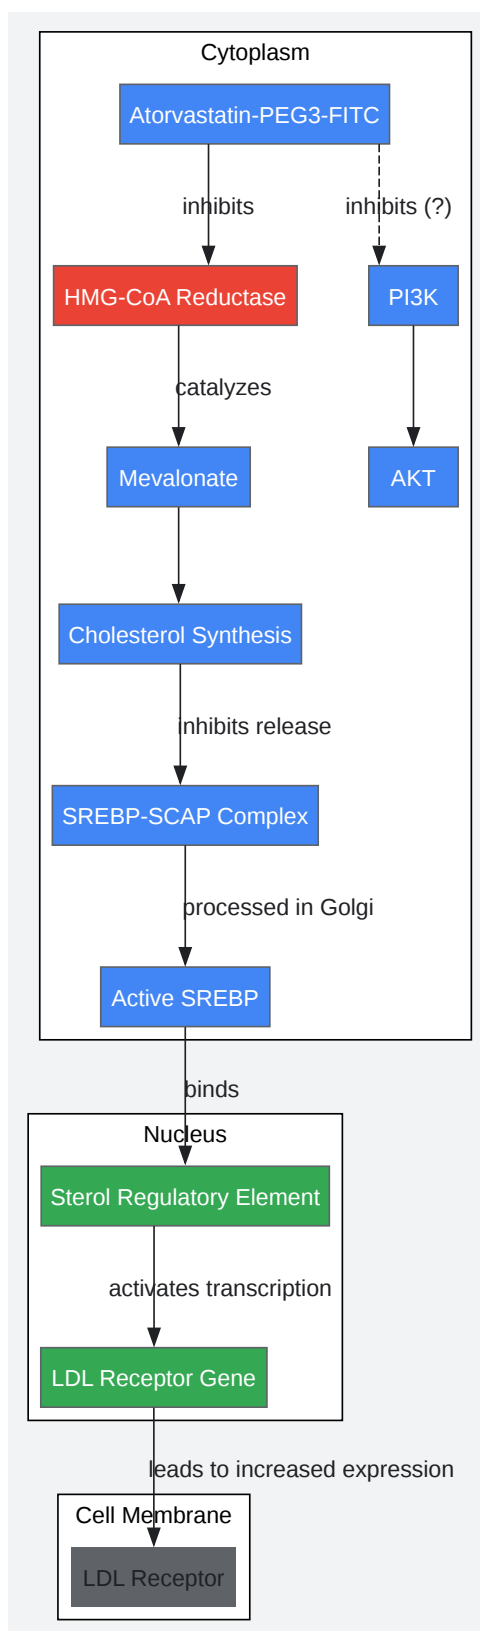 Cytoplasm
Atorvastatin-PEG3-FITC
inhibits
inhibits (?)
HMG-CoA Reductase
PI3K
catalyzes
Mevalonate
AKT
Cholesterol Synthesis
inhibits release
SREBP-SCAP Complex
processed in Golgi
Active SREBP
binds
Nucleus
Sterol Regulatory Element
activates transcription
LDL Receptor Gene
leads to increased expression
Cell Membrane
LDL Receptor